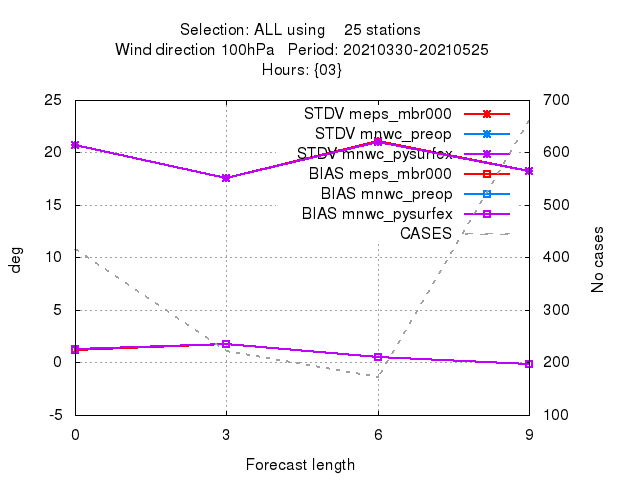 Selection: ALL using 25 stations
Wind direction 100hPa Period: 20210330-20210525
Hours: {03}
25
20
15
10
5
0
-5
deg
STDV meps_mbr000
STDV mnwc_preop
STDV mnwc_pysurfex
BIAS meps_mbr000
BIAS mnwc_preop
BIAS mnwc_pysurfex
CASES
700
600
500
400
300
200
100
No cases
0 3 6 9
Forecast length